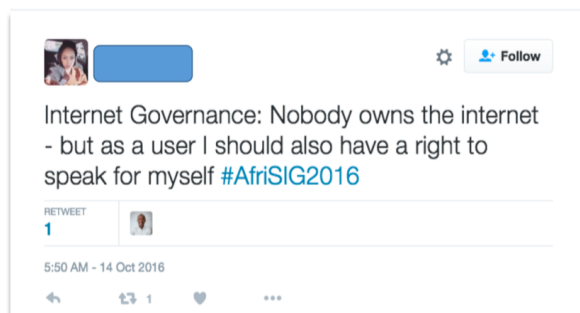 Follow
Internet Governance: Nobody owns the internet
- but as a user I should also have a right to
speak for myself #AfriSIG2016
RETWEET
1
5:50 AM - 14 Oct 2016
1